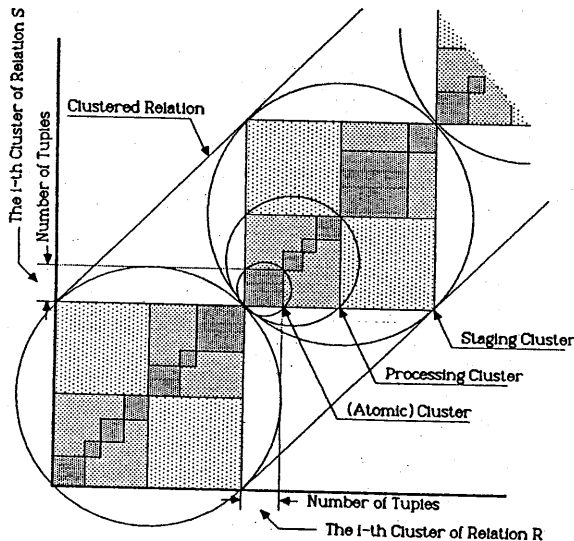 The i-th Cluster of Relation S
Number of Tuples
Clustered Relation
Staging Cluster
Processing Cluster
(Atomic) Cluster
Number of Tuples
The i-th Cluster of Relation R